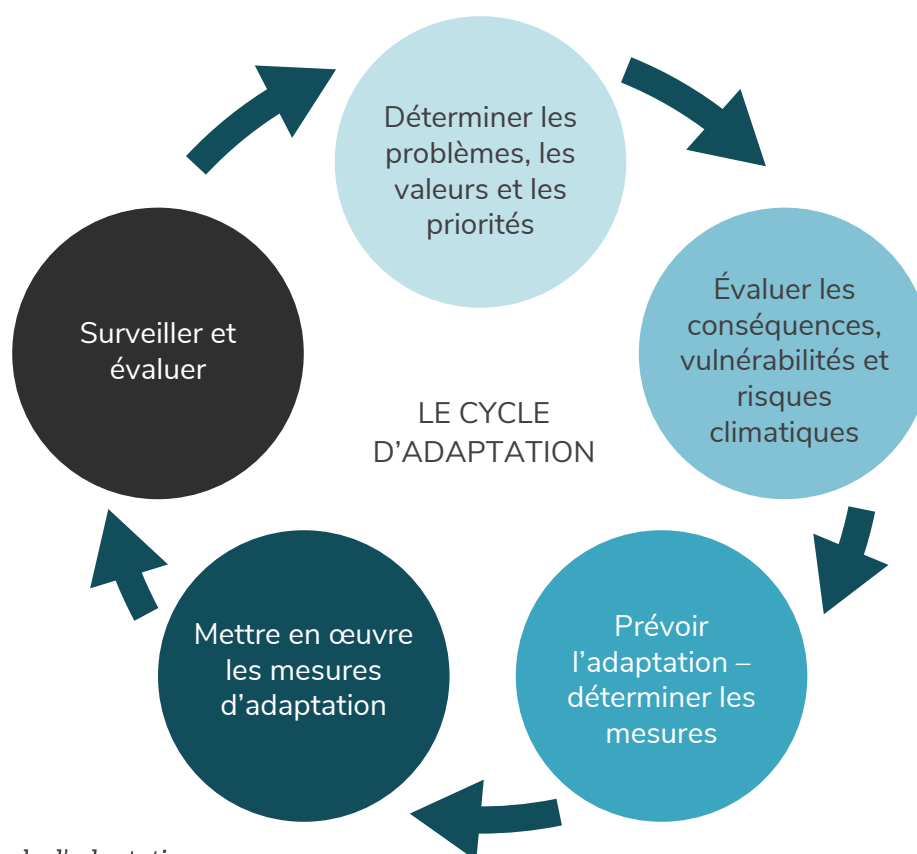 Déterminer les
problèmes, les
valeurs et les
priorités
Évaluer les
conséquences,
vulnérabilités et
risques
climatiques
Surveiller et
évaluer
LE CYCLE
D’ADAPTATION
Prévoir
l’adaptation –
déterminer les
mesures
Mettre en œuvre
les mesures
d’adaptation